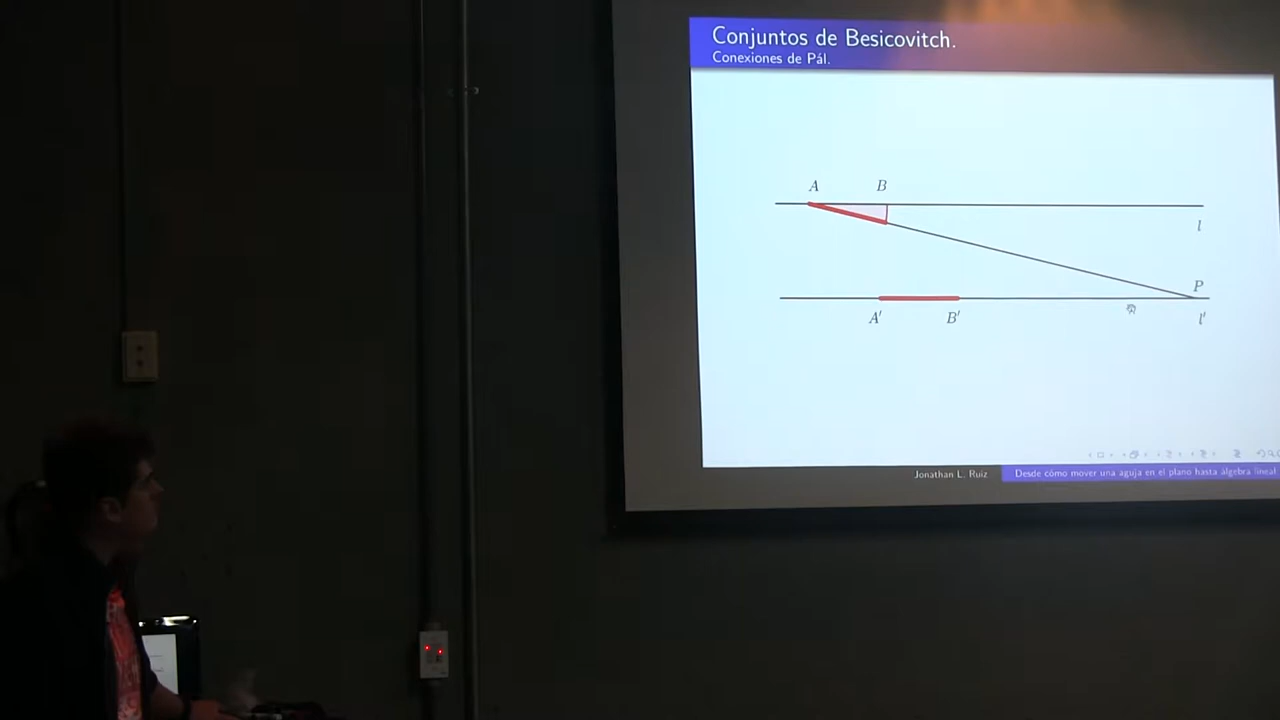 Conjuntos de Besicovitch.
Conexiones de Pál.
A B
l
P
A' B'
l'
Jonathan L. Ruiz Desde cómo mover una aguja en el plano hasta álgebra lineal